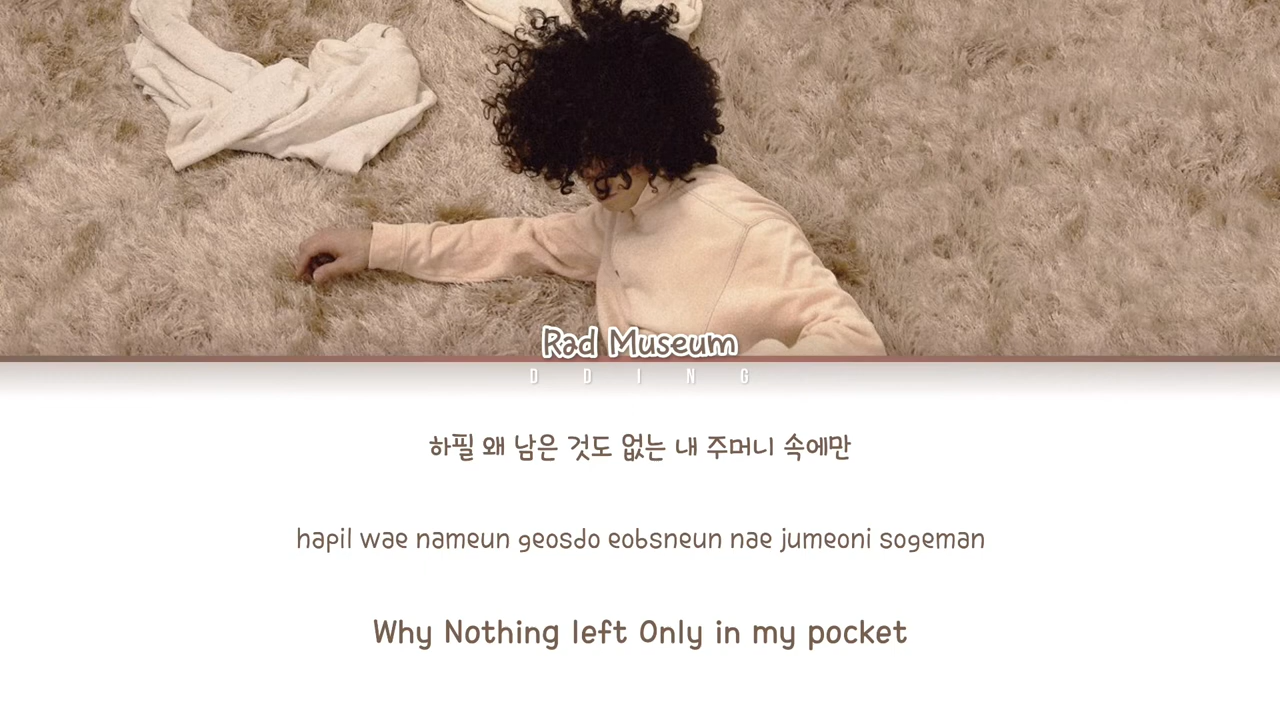 Rad Museum
D D I N G
하필 왜 남은 것도 없는 내 주머니 속에만
hapil wae nameun geosdo eobsneun nae jumeoni sogeman
Why Nothing left Only in my pocket